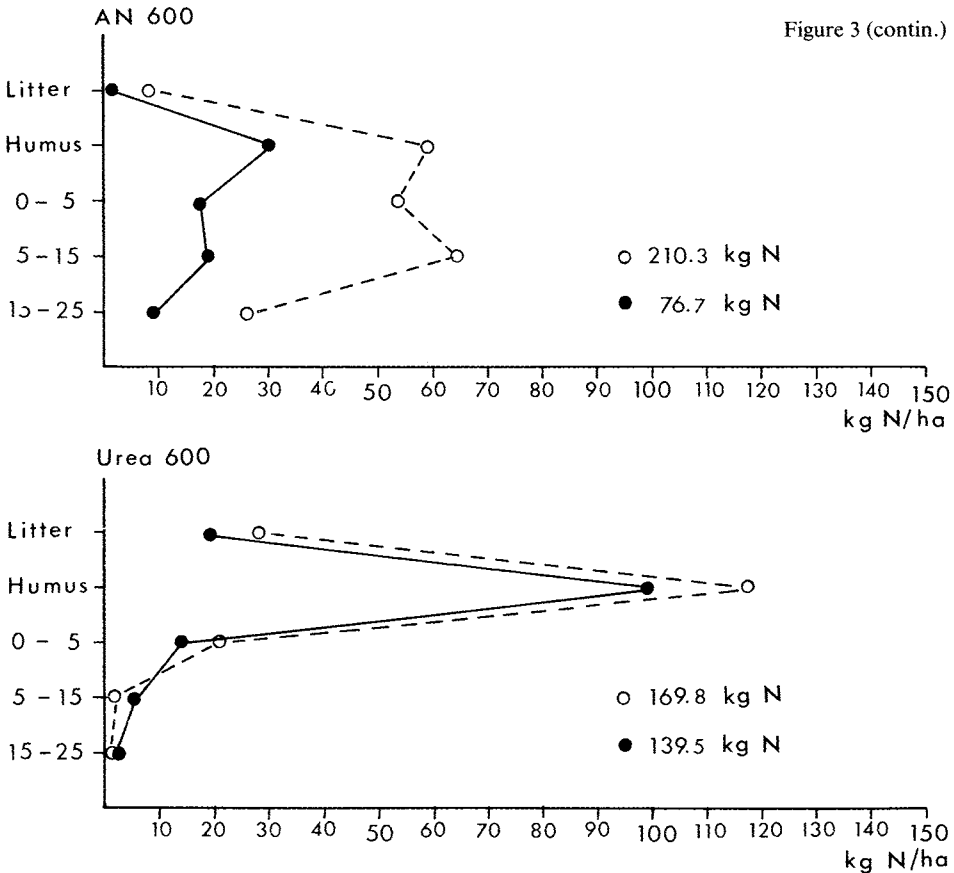 AN 600
Figure 3 (contin.)
Litter
Humus
0 - 5
5 - 15
15 - 25
210.3 kg N
76.7 kg N
10 20 30 40 50 60 70 80 90 100 110 120 130 140 150
kg N/ha
Urea 600
Litter
Humus
0 - 5
5 - 15
15 - 25
169.8 kg N
139.5 kg N
10 20 30 40 50 60 70 80 90 100 110 120 130 140 150
kg N/ha